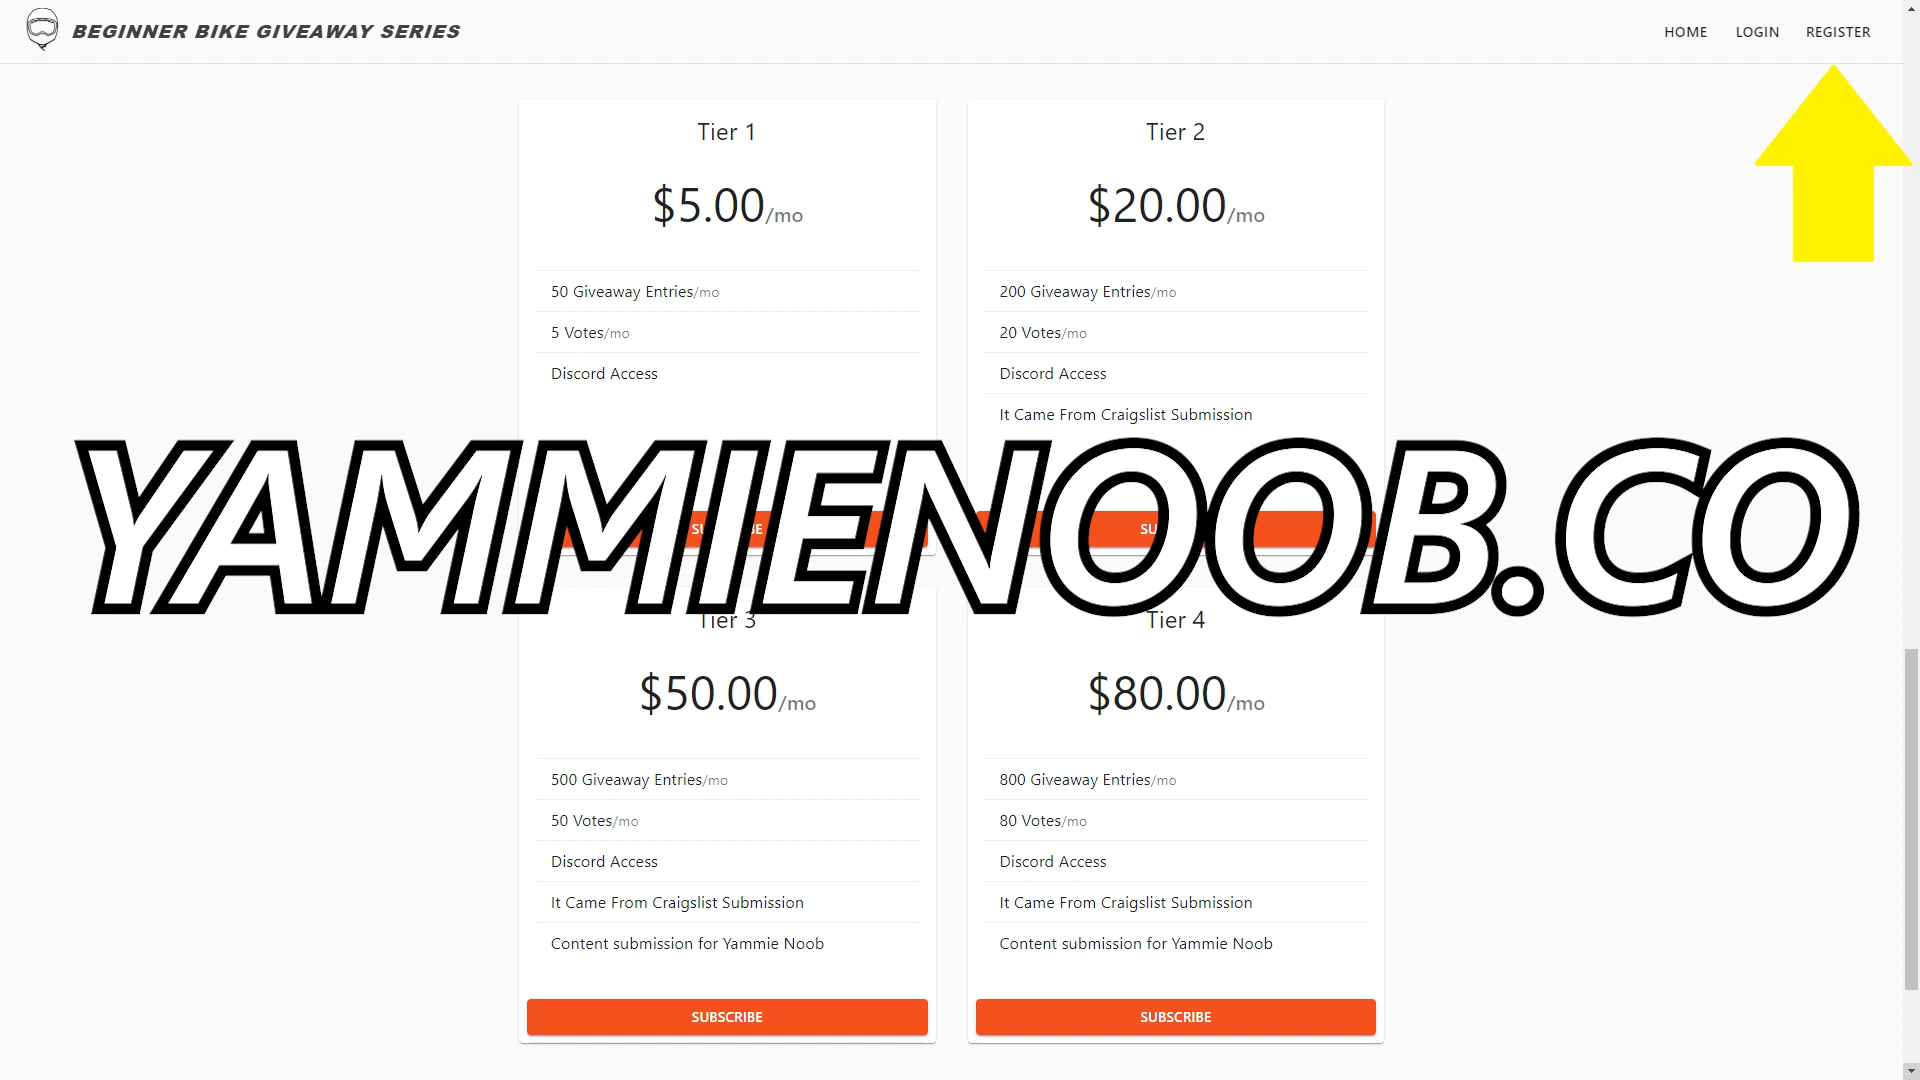 BEGINNER BIKE GIVEAWAY SERIES
HOME LOGIN REGISTER
Tier 1
$5.00/mo
50 Giveaway Entries/mo
5 Votes/mo
Discord Access
Tier 2
$20.00/mo
200 Giveaway Entries/mo
20 Votes/mo
Discord Access
It Came From Craigslist Submission
YAMMIENOOB.CO
Tier 3
$50.00/mo
500 Giveaway Entries/mo
50 Votes/mo
Discord Access
It Came From Craigslist Submission
Content submission for Yammie Noob
SUBSCRIBE
Tier 4
$80.00/mo
800 Giveaway Entries/mo
80 Votes/mo
Discord Access
It Came From Craigslist Submission
Content submission for Yammie Noob
SUBSCRIBE